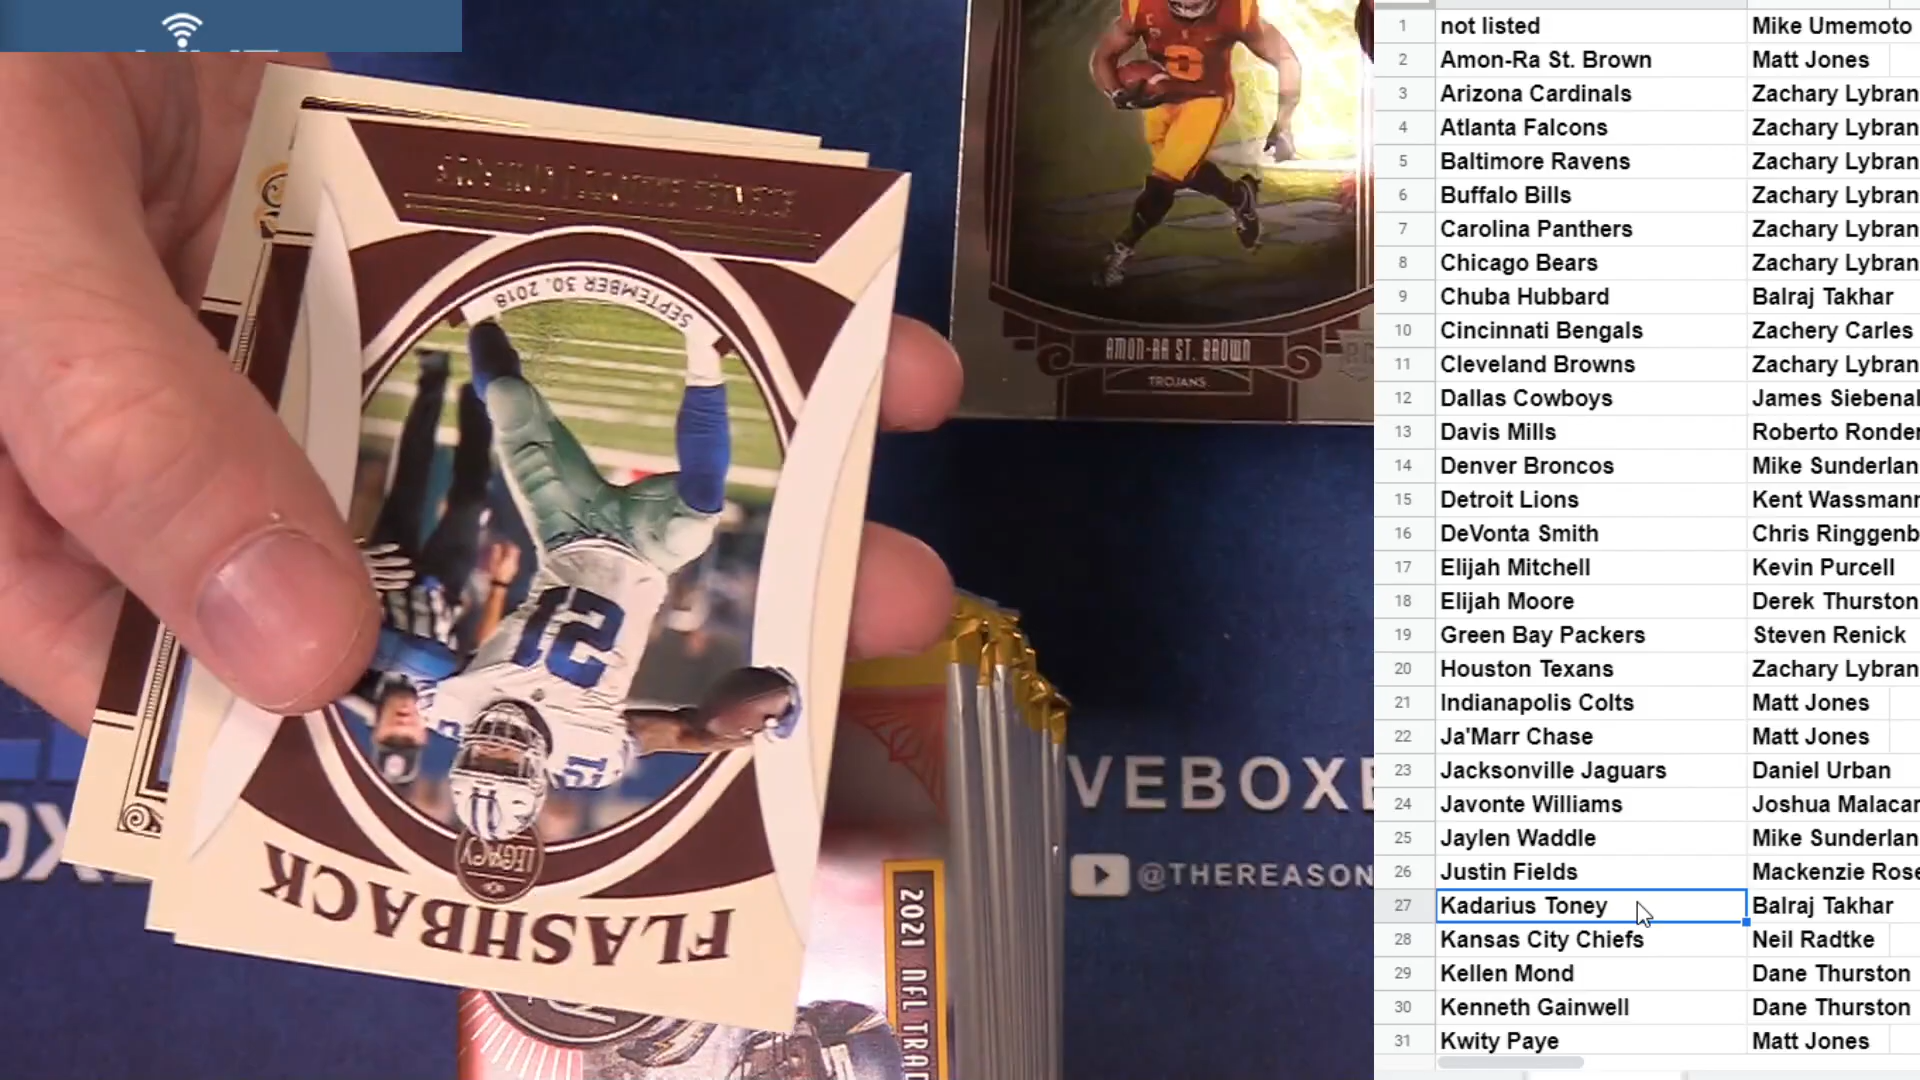 SEPTEMBER 30, 2018
21
21
LEGACY
FLASHBACK
AMON-RA ST. BROWN
RC
TROJANS
VEBOXE
@THEREASON
2021 NFL TRAD
1 not listed Mike Umemoto
2 Amon-Ra St. Brown Matt Jones
3 Arizona Cardinals Zachary Lybran
4 Atlanta Falcons Zachary Lybran
5 Baltimore Ravens Zachary Lybran
6 Buffalo Bills Zachary Lybran
7 Carolina Panthers Zachary Lybran
8 Chicago Bears Zachary Lybran
9 Chuba Hubbard Balraj Takhar
10 Cincinnati Bengals Zachery Carles
11 Cleveland Browns Zachary Lybran
12 Dallas Cowboys James Siebenal
13 Davis Mills Roberto Ronder
14 Denver Broncos Mike Sunderlan
15 Detroit Lions Kent Wassmann
16 DeVonta Smith Chris Ringgenb
17 Elijah Mitchell Kevin Purcell
18 Elijah Moore Derek Thurston
19 Green Bay Packers Steven Renick
20 Houston Texans Zachary Lybran
21 Indianapolis Colts Matt Jones
22 Ja'Marr Chase Matt Jones
23 Jacksonville Jaguars Daniel Urban
24 Javonte Williams Joshua Malacar
25 Jaylen Waddle Mike Sunderlan
26 Justin Fields Mackenzie Rose
27 Kadarius Toney Balraj Takhar
28 Kansas City Chiefs Neil Radtke
29 Kellen Mond Dane Thurston
30 Kenneth Gainwell Dane Thurston
31 Kwity Paye Matt Jones